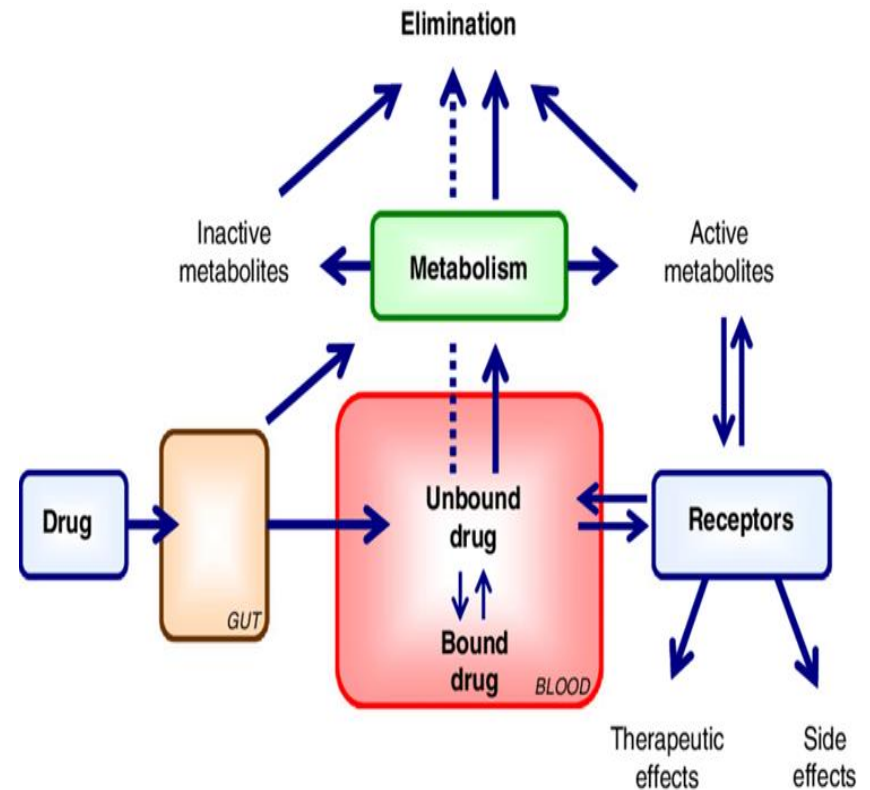 Elimination
Inactive
metabolites
Metabolism
Active
metabolites
Drug
GUT
Unbound
drug
Bound
drug
BLOOD
Receptors
Therapeutic
effects
Side
effects